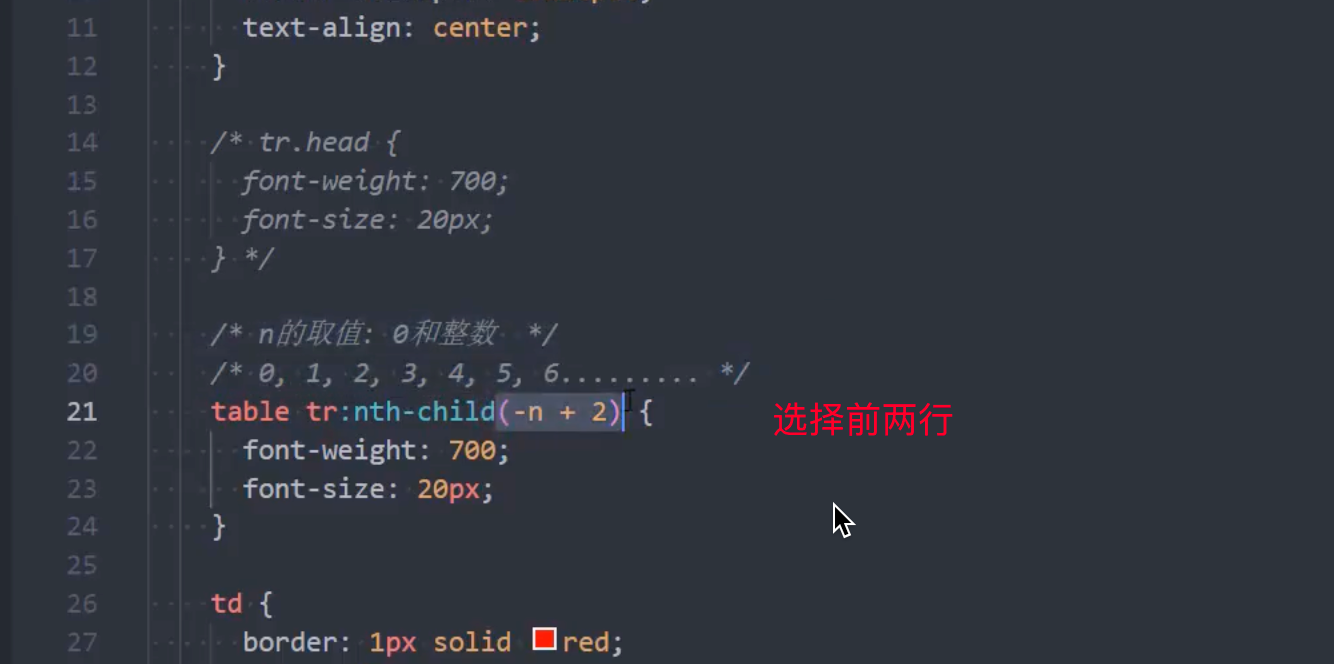 11 text-align: center;
12 }
13
14 /* tr.head {
15 font-weight: 700;
16 font-size: 20px;
17 } */
18
19 /* n的取值: 0和整数 */
20 /* 0, 1, 2, 3, 4, 5, 6......... */
21 table tr:nth-child(-n + 2) { 选择前两行
22 font-weight: 700;
23 font-size: 20px;
24 }
25
26 td {
27 border: 1px solid red;